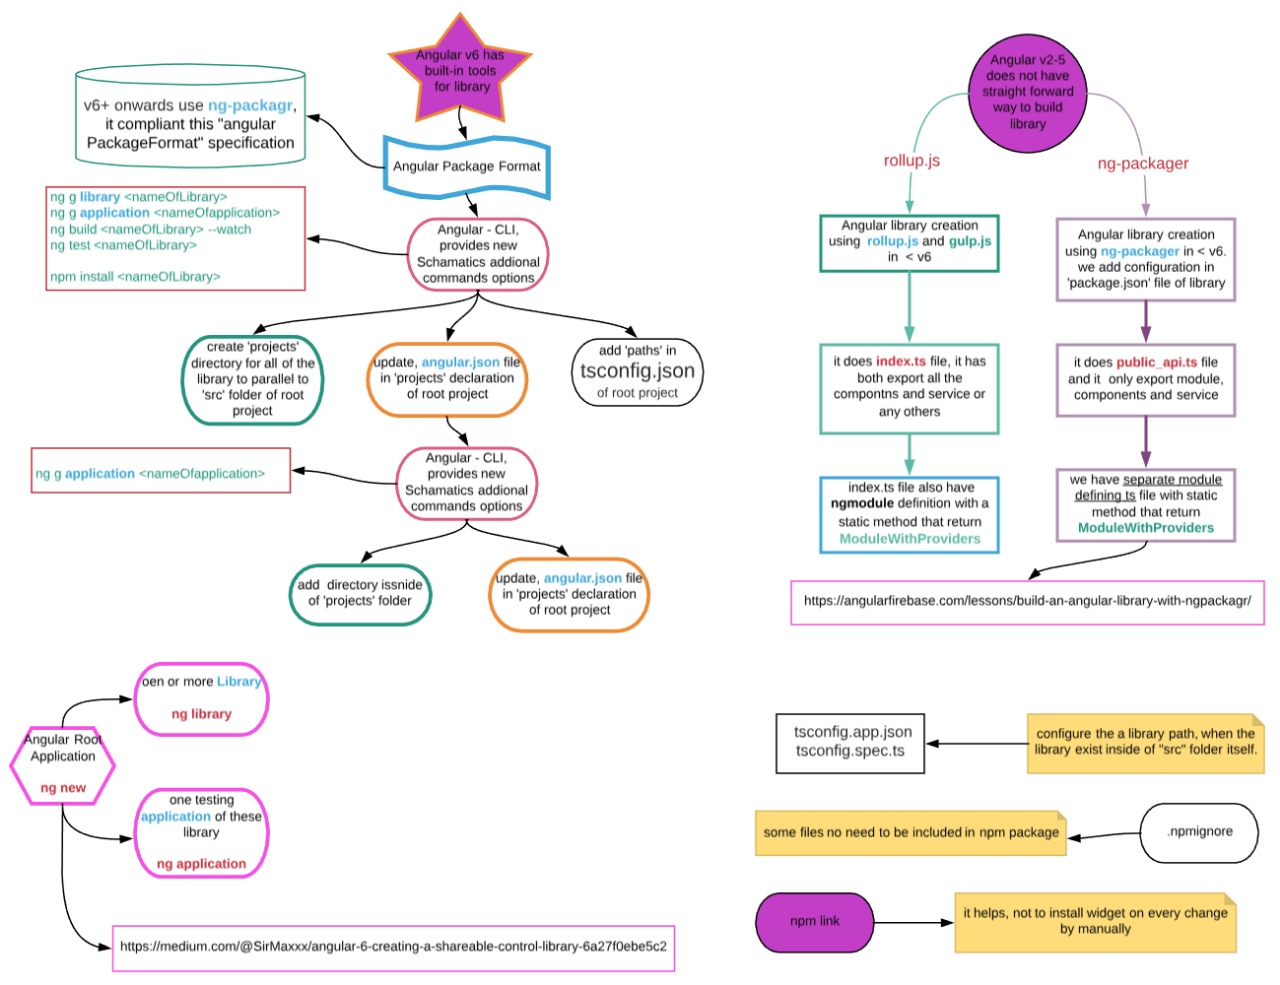 Angular v6 has
built-in tools
for library
v6+ onwards use ng-packagr,
it compliant this "angular
PackageFormat" specification
Angular Package Format
ng g library <nameOfLibrary>
ng g application <nameOfapplication>
ng build <nameOfLibrary> --watch
ng test <nameOfLibrary>
npm install <nameOfLibrary>
Angular - CLI,
provides new
Schamatics addional
commands options
create 'projects'
directory for all of the
library to parallel to
'src' folder of root
project
update, angular.json file
in 'projects' declaration
of root project
add 'paths' in
tsconfig.json
of root project
ng g application <nameOfapplication>
Angular - CLI,
provides new
Schamatics addional
commands options
add  directory issnide
of 'projects' folder
update, angular.json file
in 'projects' declaration
of root project
Angular v2-5
does not have
straight forward
way to build
library
rollup.js
ng-packager
Angular library creation
using  rollup.js and gulp.js
in  < v6
it does index.ts file, it has
both export all the
compontns and service or
any others
index.ts file also have
ngmodule definition with a
static method that return
ModuleWithProviders
Angular library creation
using ng-packager in < v6.
we add configuration in
'package.json' file of library
it does public_api.ts file
and it  only export module,
components and service
we have separate module
defining ts file with static
method that return
ModuleWithProviders
https://angularfirebase.com/lessons/build-an-angular-library-with-ngpackagr/
oen or more Library
ng library
Angular Root
Application
ng new
one testing
application of these
library
ng application
https://medium.com/@SirMaxxx/angular-6-creating-a-shareable-control-library-6a27f0ebe5c2
tsconfig.app.json
tsconfig.spec.ts
configure the a library path, when the
library exist inside of "src" folder itself.
some files no need to be included in npm package
.npmignore
npm link
it helps, not to install widget on every change
by manually